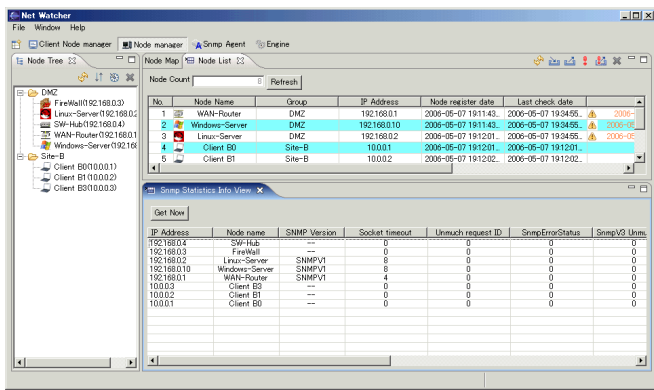 Net Watcher
File Window Help
Client Node manager Node manager Snmp Agent Engine
Node Tree
DMZ
FireWall(192.168.0.3)
Linux-Server(192.168.0.2
SW-Hub(192.168.0.4)
WAN-Router(192.168.0.1
Windows-Server(192.168
Site-B
Client B0(10.0.0.1)
Client B1(10.0.0.2)
Client B3(10.0.0.3)
Node Map Node List
Node Count 8 Refresh
No. Node Name Group IP Address Node register date Last check date
1 WAN-Router DMZ 192.168.0.1 2006-05-07 19:11:43... 2006-05-07 19:34:55... 2006-
2 Windows-Server DMZ 192.168.0.10 2006-05-07 19:11:43... 2006-05-07 19:34:55... 2006-05
3 Linux-Server DMZ 192.168.0.2 2006-05-07 19:12:01... 2006-05-07 19:34:55... 2006-05
4 Client B0 Site-B 10.0.0.1 2006-05-07 19:12:01... 2006-05-07 19:12:01...
5 Client B1 Site-B 10.0.0.2 2006-05-07 19:12:02... 2006-05-07 19:12:02...
Snmp Statistics Info View
Get Now
IP Address Node name SNMP Version Socket timeout Unmuch request ID SnmpErrorStatus SnmpV3 Unmu
192.168.0.4 SW-Hub -- 0 0 0 0
192.168.0.3 FireWall -- 0 0 0 0
192.168.0.2 Linux-Server SNMPV1 8 0 0 0
192.168.0.10 Windows-Server SNMPV1 8 0 0 0
192.168.0.1 WAN-Router SNMPV1 4 0 0 0
10.0.0.3 Client B3 -- 0 0 0 0
10.0.0.2 Client B1 -- 0 0 0 0
10.0.0.1 Client B0 -- 0 0 0 0